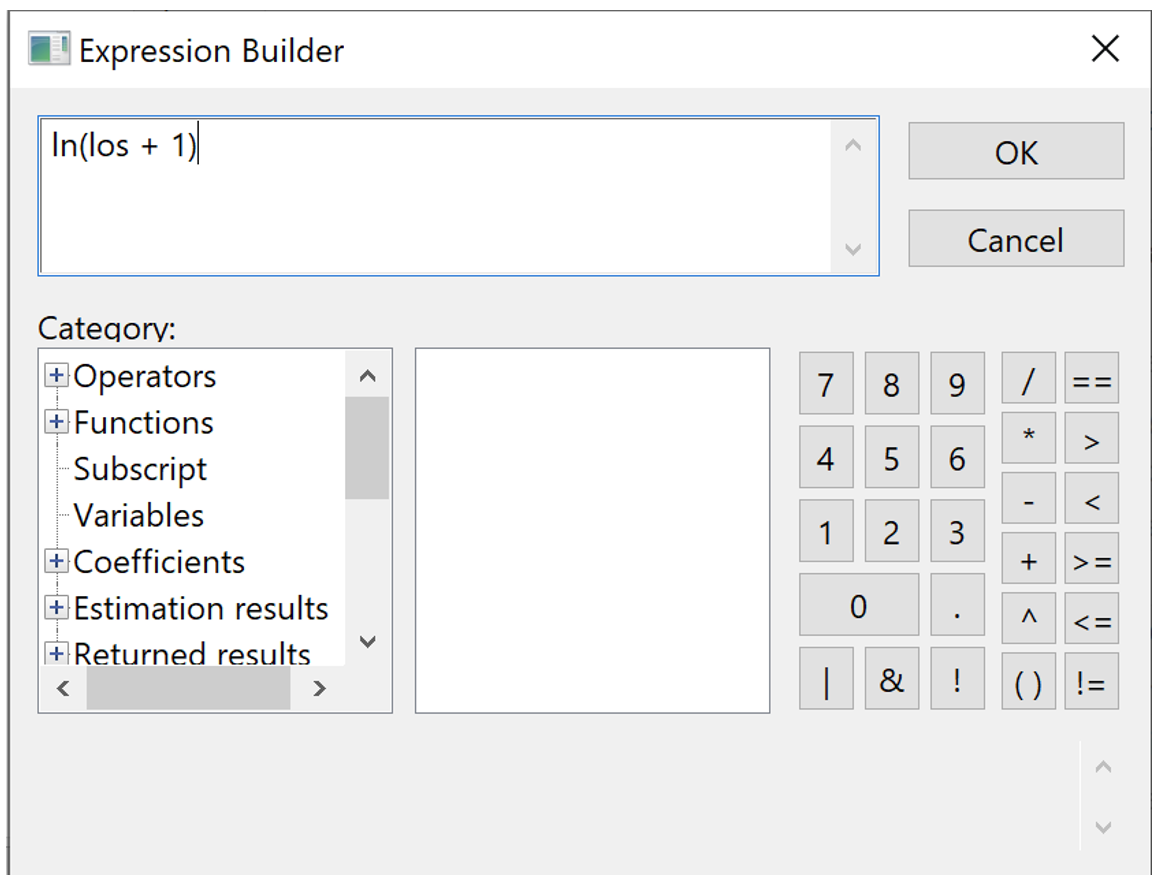 Expression Builder
ln(los + 1)
OK
Cancel
Category:
Operators
Functions
Subscript
Variables
Coefficients
Estimation results
Returned results
7 8 9 / ==
4 5 6 * >
1 2 3 - <
0 . + >=
^ <=
| & ! () !=